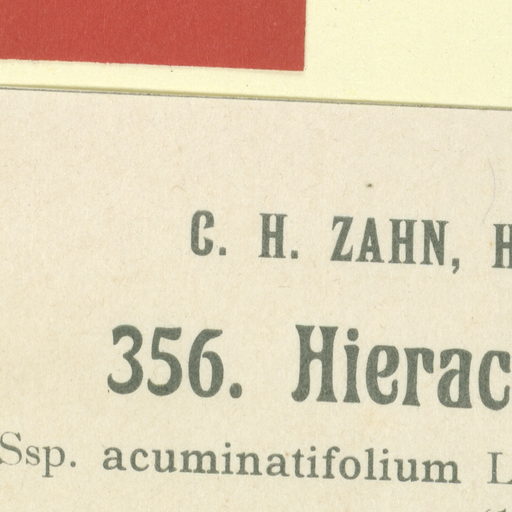 C. H. ZAHN, H
356. Hierac
Ssp. acuminatifolium L